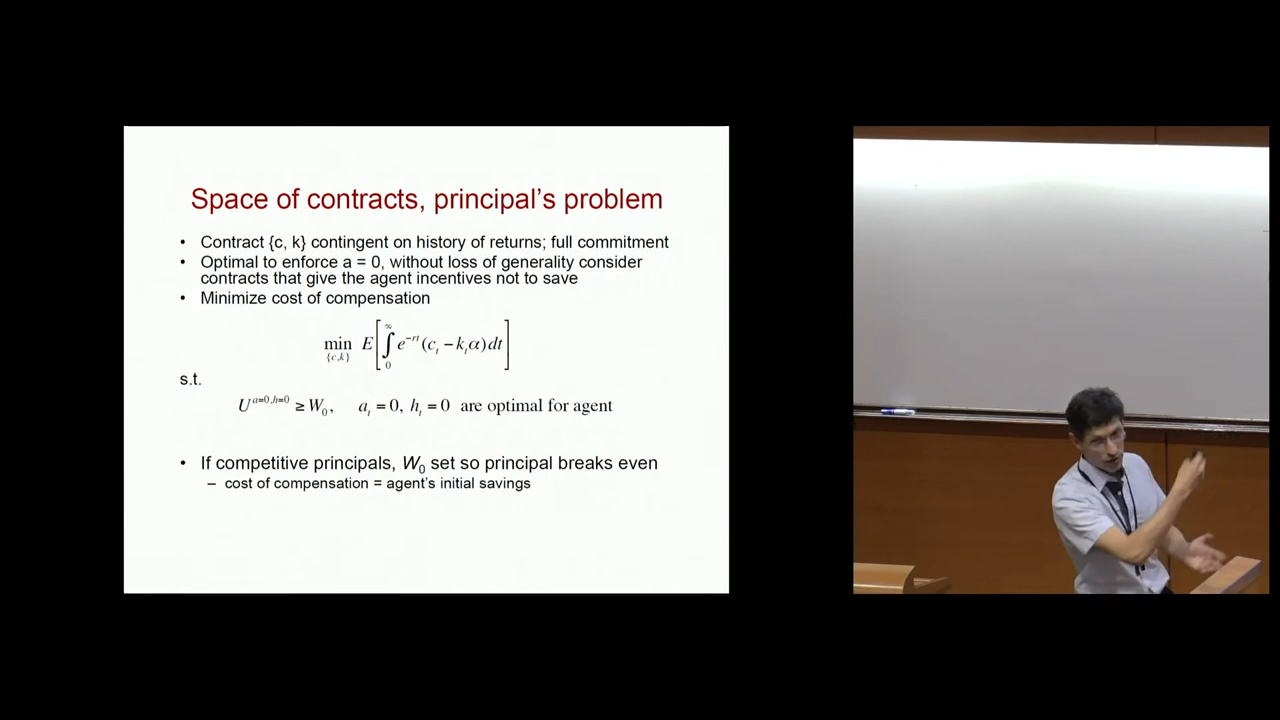 Space of contracts, principal's problem
• Contract {c, k} contingent on history of returns; full commitment
• Optimal to enforce a = 0, without loss of generality consider
contracts that give the agent incentives not to save
• Minimize cost of compensation
min_{c,k} E[∫_0^∞ e^{-rt}(c_t − k_t α)dt]
s.t.
U^{a=0,h=0} ≥ W_0, a_t = 0, h_t = 0 are optimal for agent
• If competitive principals, W_0 set so principal breaks even
– cost of compensation = agent's initial savings